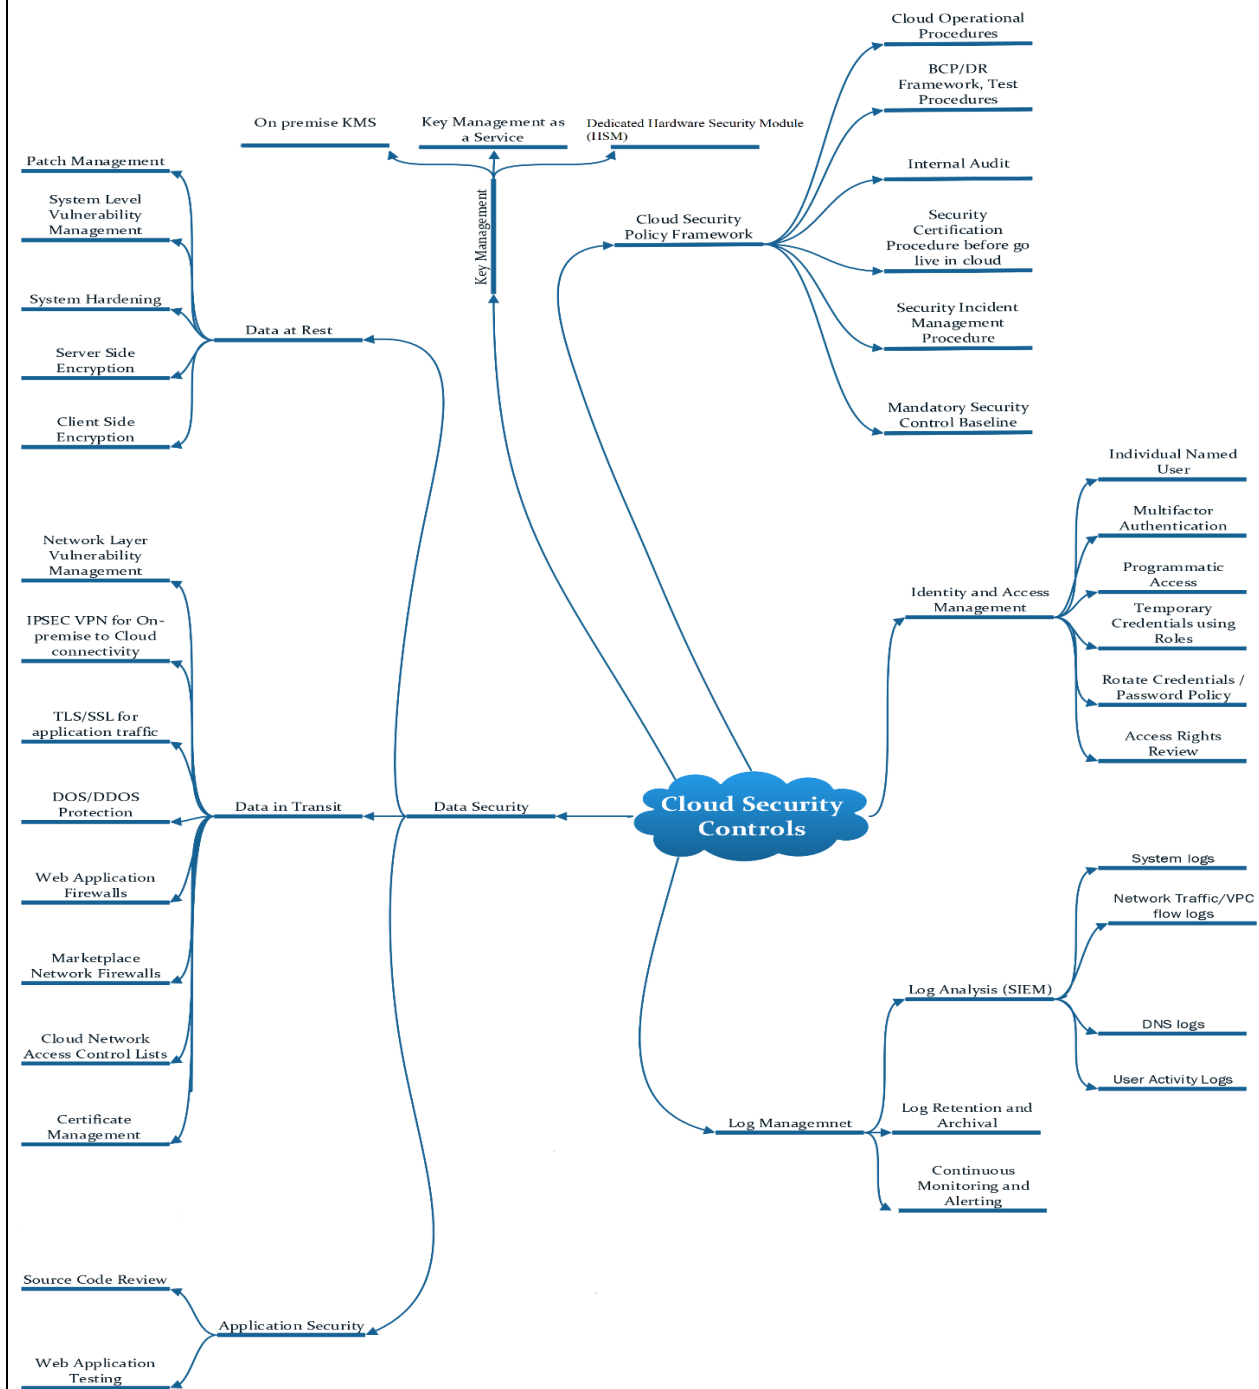 Cloud Operational
Procedures
BCP/DR
Framework, Test
Procedures
Internal Audit
Security
Certification
Procedure before go
live in cloud
Security Incident
Management
Procedure
Mandatory Security
Control Baseline
Cloud Security
Policy Framework
On premise KMS
Key Management as
a Service
Dedicated Hardware Security Module
(HSM)
Key Management
Patch Management
System Level
Vulnerability
Management
System Hardening
Server Side
Encryption
Client Side
Encryption
Data at Rest
Individual Named
User
Multifactor
Authentication
Programmatic
Access
Temporary
Credentials using
Roles
Rotate Credentials /
Password Policy
Access Rights
Review
Identity and Access
Management
Network Layer
Vulnerability
Management
IPSEC VPN for On-
premise to Cloud
connectivity
TLS/SSL for
application traffic
DOS/DDOS
Protection
Web Application
Firewalls
Marketplace
Network Firewalls
Cloud Network
Access Control Lists
Certificate
Management
Data in Transit
Data Security
Cloud Security
Controls
System logs
Network Traffic/VPC
flow logs
DNS logs
User Activity Logs
Log Analysis (SIEM)
Log Retention and
Archival
Continuous
Monitoring and
Alerting
Log Managemnet
Source Code Review
Web Application
Testing
Application Security